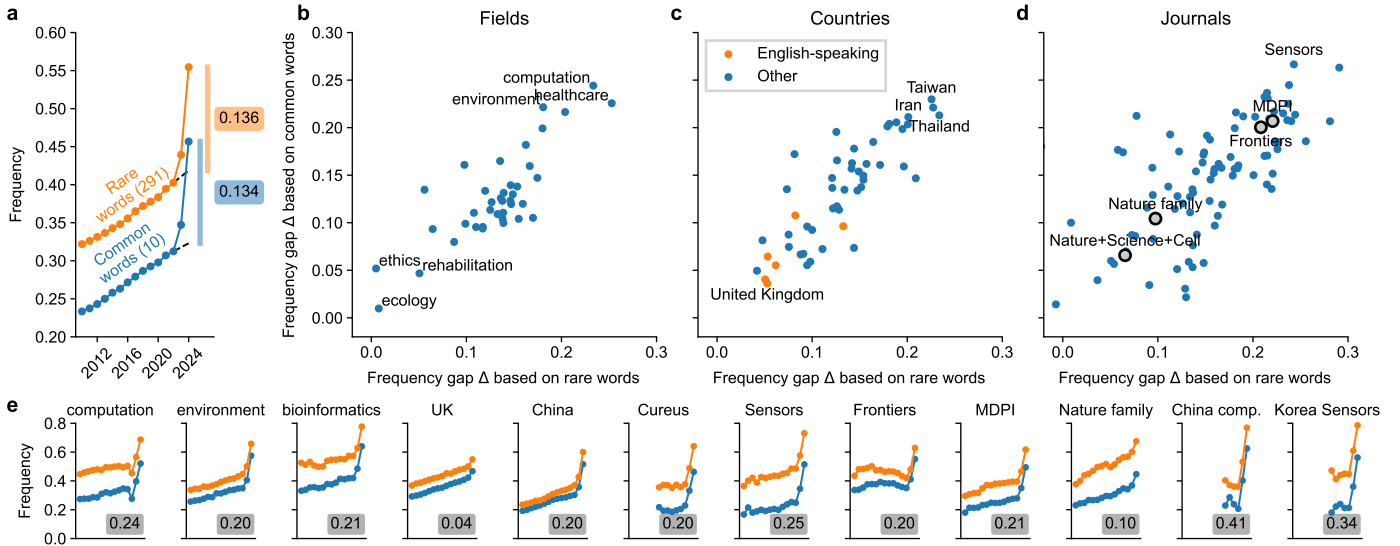 a
0.60
0.55
0.50
0.45
0.40
0.35
0.30
0.25
0.20
Frequency
Rare
words (291)
Common
words (10)
0.136
0.134
2012
2016
2020
2024
b
Fields
0.30
0.25
0.20
0.15
0.10
0.05
0.00
Frequency gap Δ based on common words
computation
healthcare
environment
ethics
rehabilitation
ecology
0.0
0.1
0.2
0.3
Frequency gap Δ based on rare words
c
Countries
English-speaking
Other
Taiwan
Iran
Thailand
United Kingdom
0.0
0.1
0.2
0.3
Frequency gap Δ based on rare words
d
Journals
Sensors
MDPI
Frontiers
Nature family
Nature+Science+Cell
0.0
0.1
0.2
0.3
Frequency gap Δ based on rare words
e
Frequency
0.8
0.6
0.4
0.2
0.0
computation
0.24
environment
0.20
bioinformatics
0.21
UK
0.04
China
0.20
Cureus
0.20
Sensors
0.25
Frontiers
0.20
MDPI
0.21
Nature family
0.10
China comp.
0.41
Korea Sensors
0.34